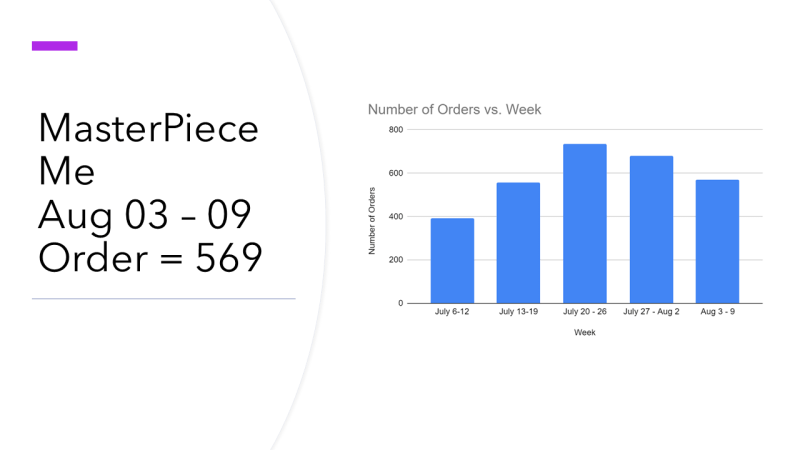 MasterPiece
Me
Aug 03 – 09
Order = 569
Number of Orders vs. Week
800
600
400
200
0
Number of Orders
July 6-12
July 13-19
July 20 - 26
July 27 - Aug 2
Aug 3 - 9
Week